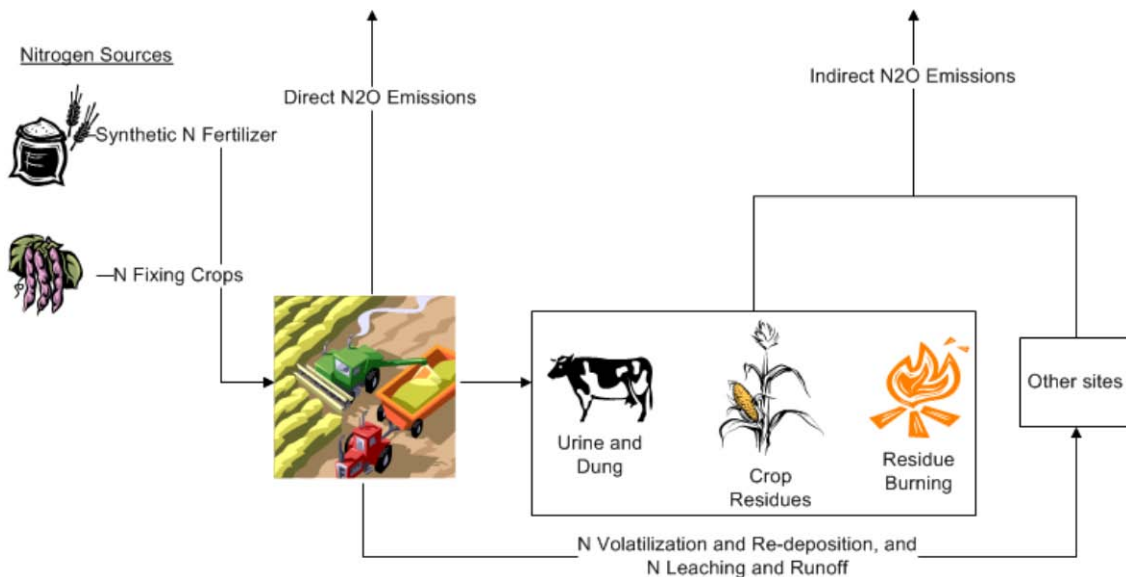 Nitrogen Sources
Synthetic N Fertilizer
N Fixing Crops
Direct N2O Emissions
Indirect N2O Emissions
Urine and
Dung
Crop
Residues
Residue
Burning
Other sites
N Volatilization and Re-deposition, and
N Leaching and Runoff